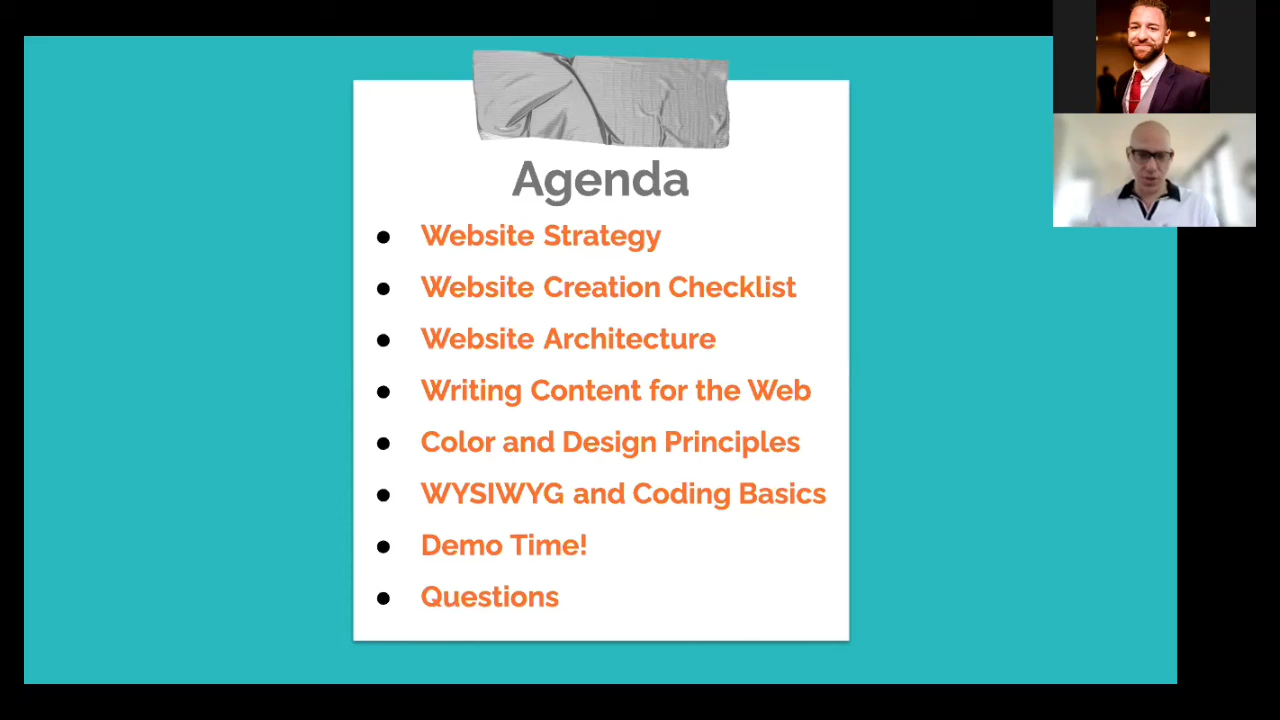 Agenda
Website Strategy
Website Creation Checklist
Website Architecture
Writing Content for the Web
Color and Design Principles
WYSIWYG and Coding Basics
Demo Time!
Questions